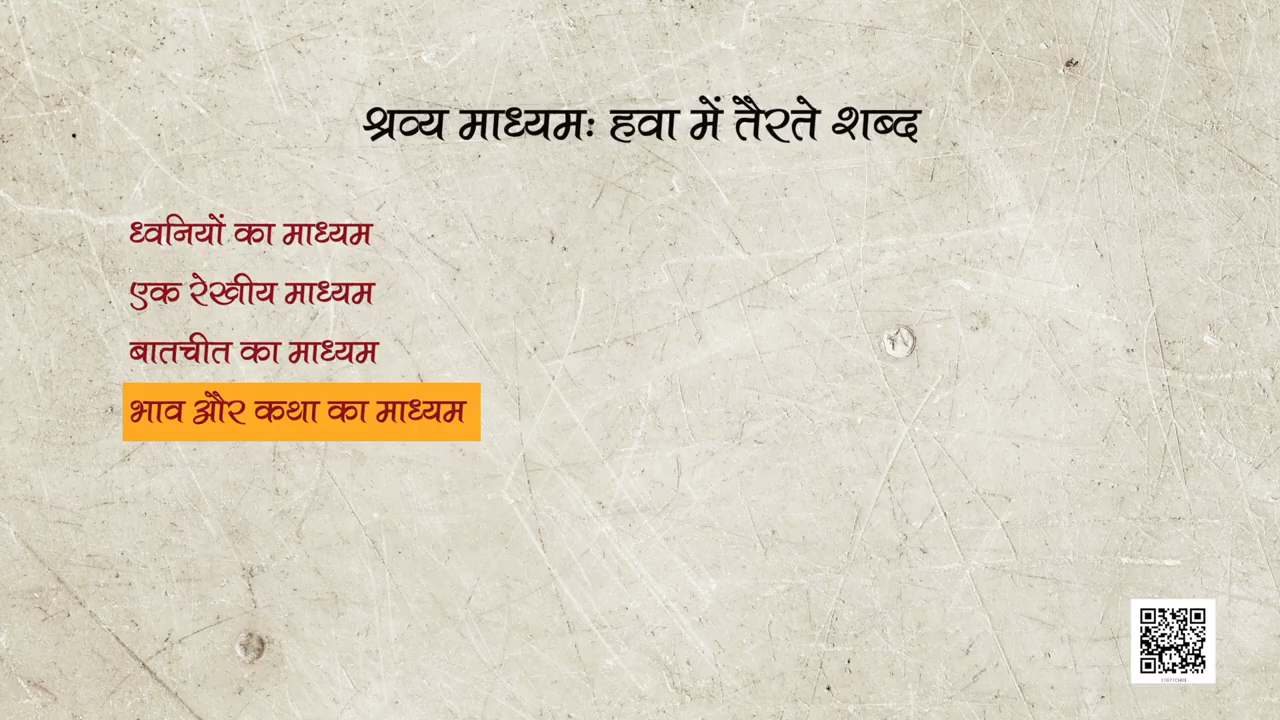 श्रव्य माध्यमः हवा में तैरते शब्द
ध्वनियों का माध्यम
एक रेखीय माध्यम
बातचीत का माध्यम
भाव और कथा का माध्यम